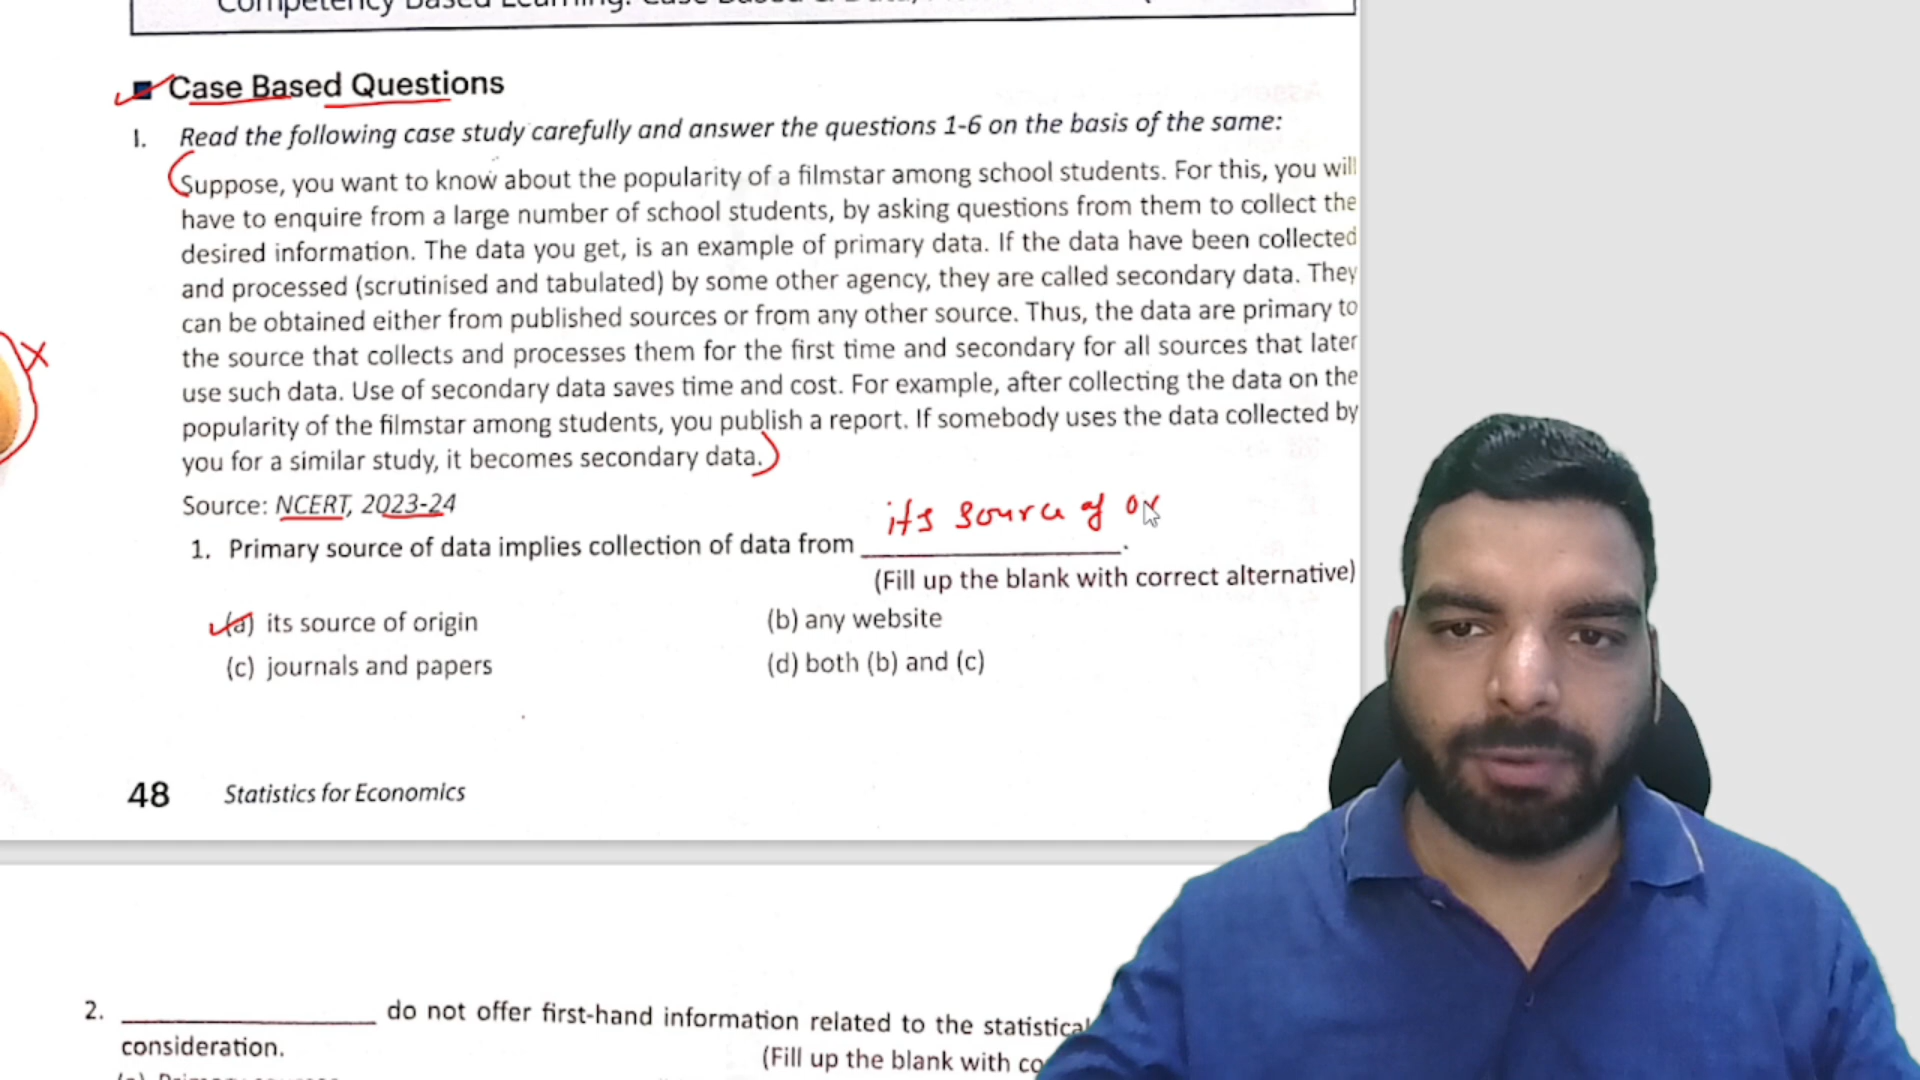 Competency Based Learning: Case Based &
Case Based Questions
I. Read the following case study carefully and answer the questions 1-6 on the basis of the same:
Suppose, you want to know about the popularity of a filmstar among school students. For this, you will
have to enquire from a large number of school students, by asking questions from them to collect the
desired information. The data you get, is an example of primary data. If the data have been collected
and processed (scrutinised and tabulated) by some other agency, they are called secondary data. They
can be obtained either from published sources or from any other source. Thus, the data are primary to
the source that collects and processes them for the first time and secondary for all sources that later
use such data. Use of secondary data saves time and cost. For example, after collecting the data on the
popularity of the filmstar among students, you publish a report. If somebody uses the data collected by
you for a similar study, it becomes secondary data.
Source: NCERT, 2023-24
its source of or
1. Primary source of data implies collection of data from ____________.
(Fill up the blank with correct alternative)
(a) its source of origin (b) any website
(c) journals and papers (d) both (b) and (c)
48 Statistics for Economics
2. ____________ do not offer first-hand information related to the statistical
consideration. (Fill up the blank with co